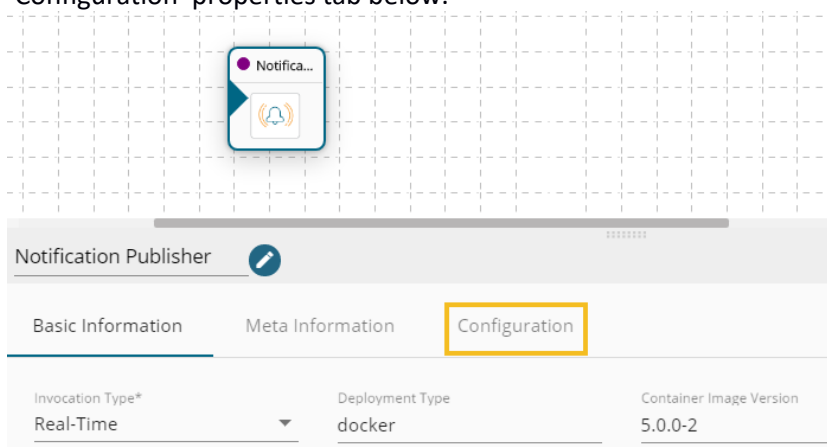 Configuration properties tab below.
Notifica...
Notification Publisher
Basic Information Meta Information Configuration
Invocation Type* Deployment Type Container Image Version
Real-Time docker 5.0.0-2